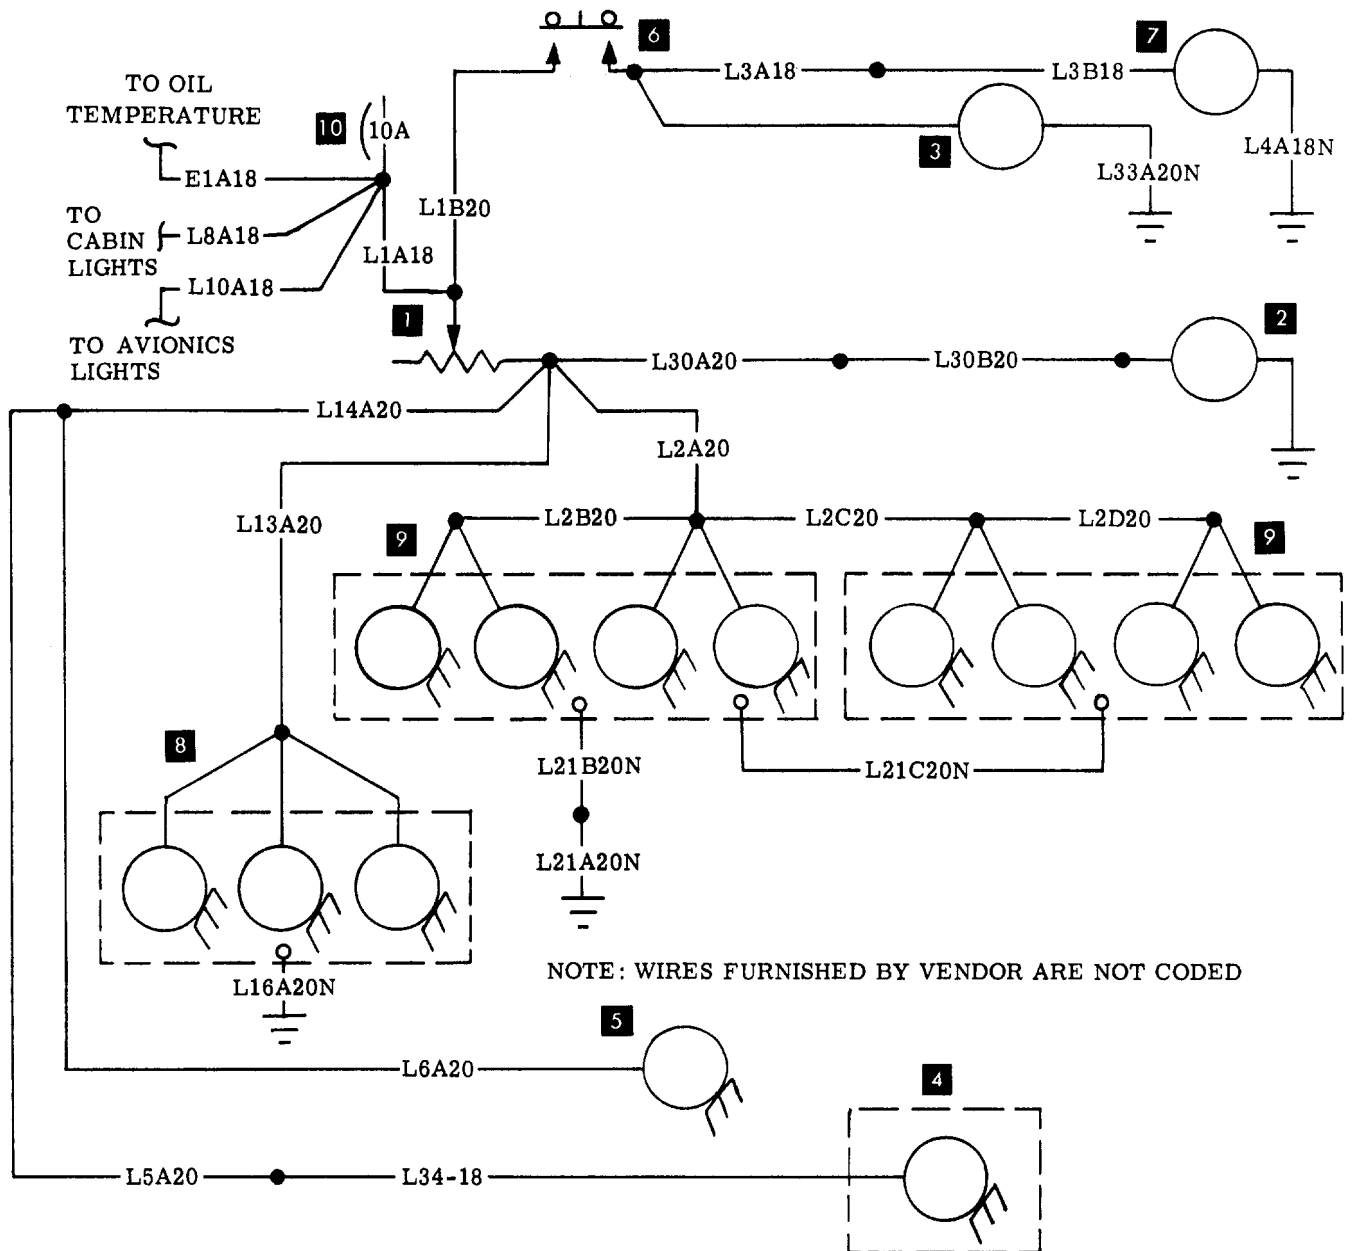 6
7
L3A18
L3B18
TO OIL
TEMPERATURE
10
10A
3
L4A18N
L33A20N
E1A18
L1B20
TO
CABIN
LIGHTS
L8A18
L1A18
L10A18
1
2
TO AVIONICS
LIGHTS
L30A20
L30B20
L14A20
L2A20
L13A20
L2B20
L2C20
L2D20
9
9
8
L21B20N
L21C20N
L21A20N
L16A20N
NOTE: WIRES FURNISHED BY VENDOR ARE NOT CODED
5
L6A20
4
L5A20
L34-18